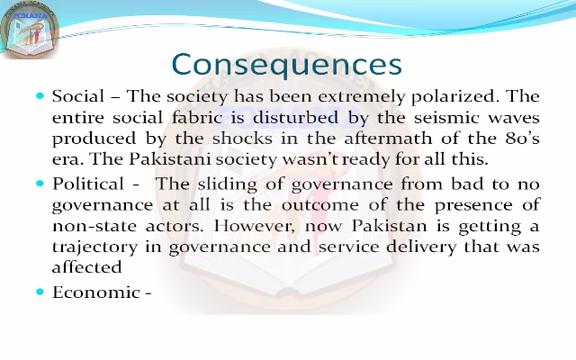 Consequences
Social – The society has been extremely polarized. The
entire social fabric is disturbed by the seismic waves
produced by the shocks in the aftermath of the 80's
era. The Pakistani society wasn't ready for all this.
Political - The sliding of governance from bad to no
governance at all is the outcome of the presence of
non-state actors. However, now Pakistan is getting a
trajectory in governance and service delivery that was
affected
Economic -